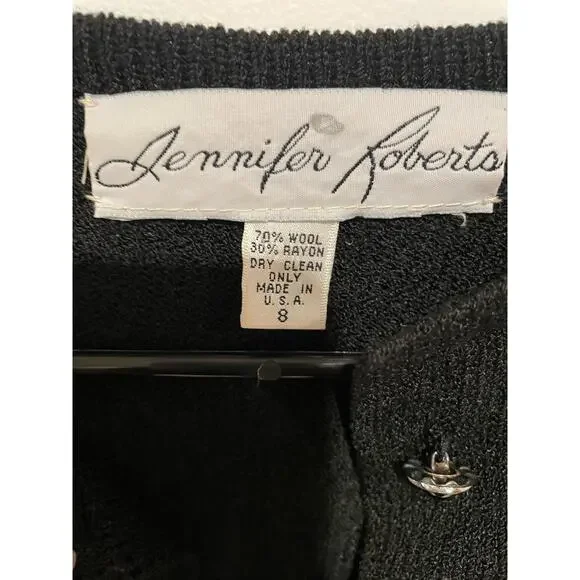 Jennifer Roberts
70% WOOL
30% RAYON
DRY CLEAN
ONLY
MADE IN
U.S.A.
8